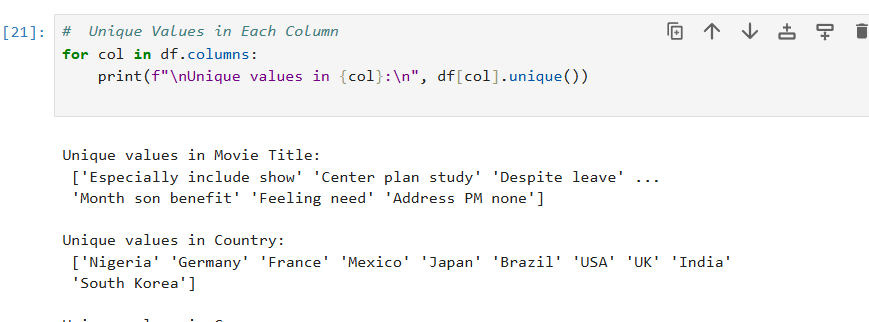 [21]: #  Unique Values in Each Column
for col in df.columns:
    print(f"\nUnique values in {col}:\n", df[col].unique())
Unique values in Movie Title:
 ['Especially include show' 'Center plan study' 'Despite leave' ...
 'Month son benefit' 'Feeling need' 'Address PM none']
Unique values in Country:
 ['Nigeria' 'Germany' 'France' 'Mexico' 'Japan' 'Brazil' 'USA' 'UK' 'India'
 'South Korea']